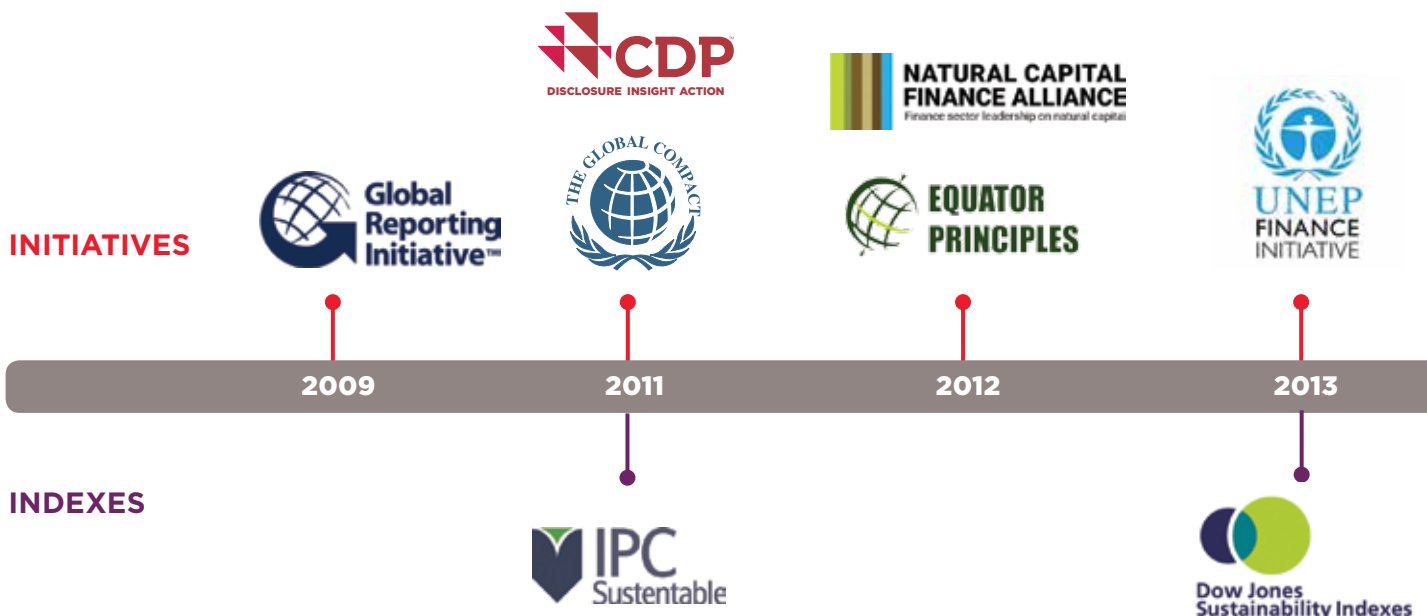 CDP
DISCLOSURE INSIGHT ACTION
NATURAL CAPITAL
FINANCE ALLIANCE
Finance sector leadership on natural capital
THE GLOBAL COMPACT
UNEP
FINANCE
INITIATIVE
Global
Reporting
Initiative™
EQUATOR
PRINCIPLES
INITIATIVES
2009
2011
2012
2013
INDEXES
IPC
Sustentable
Dow Jones
Sustainability Indexes